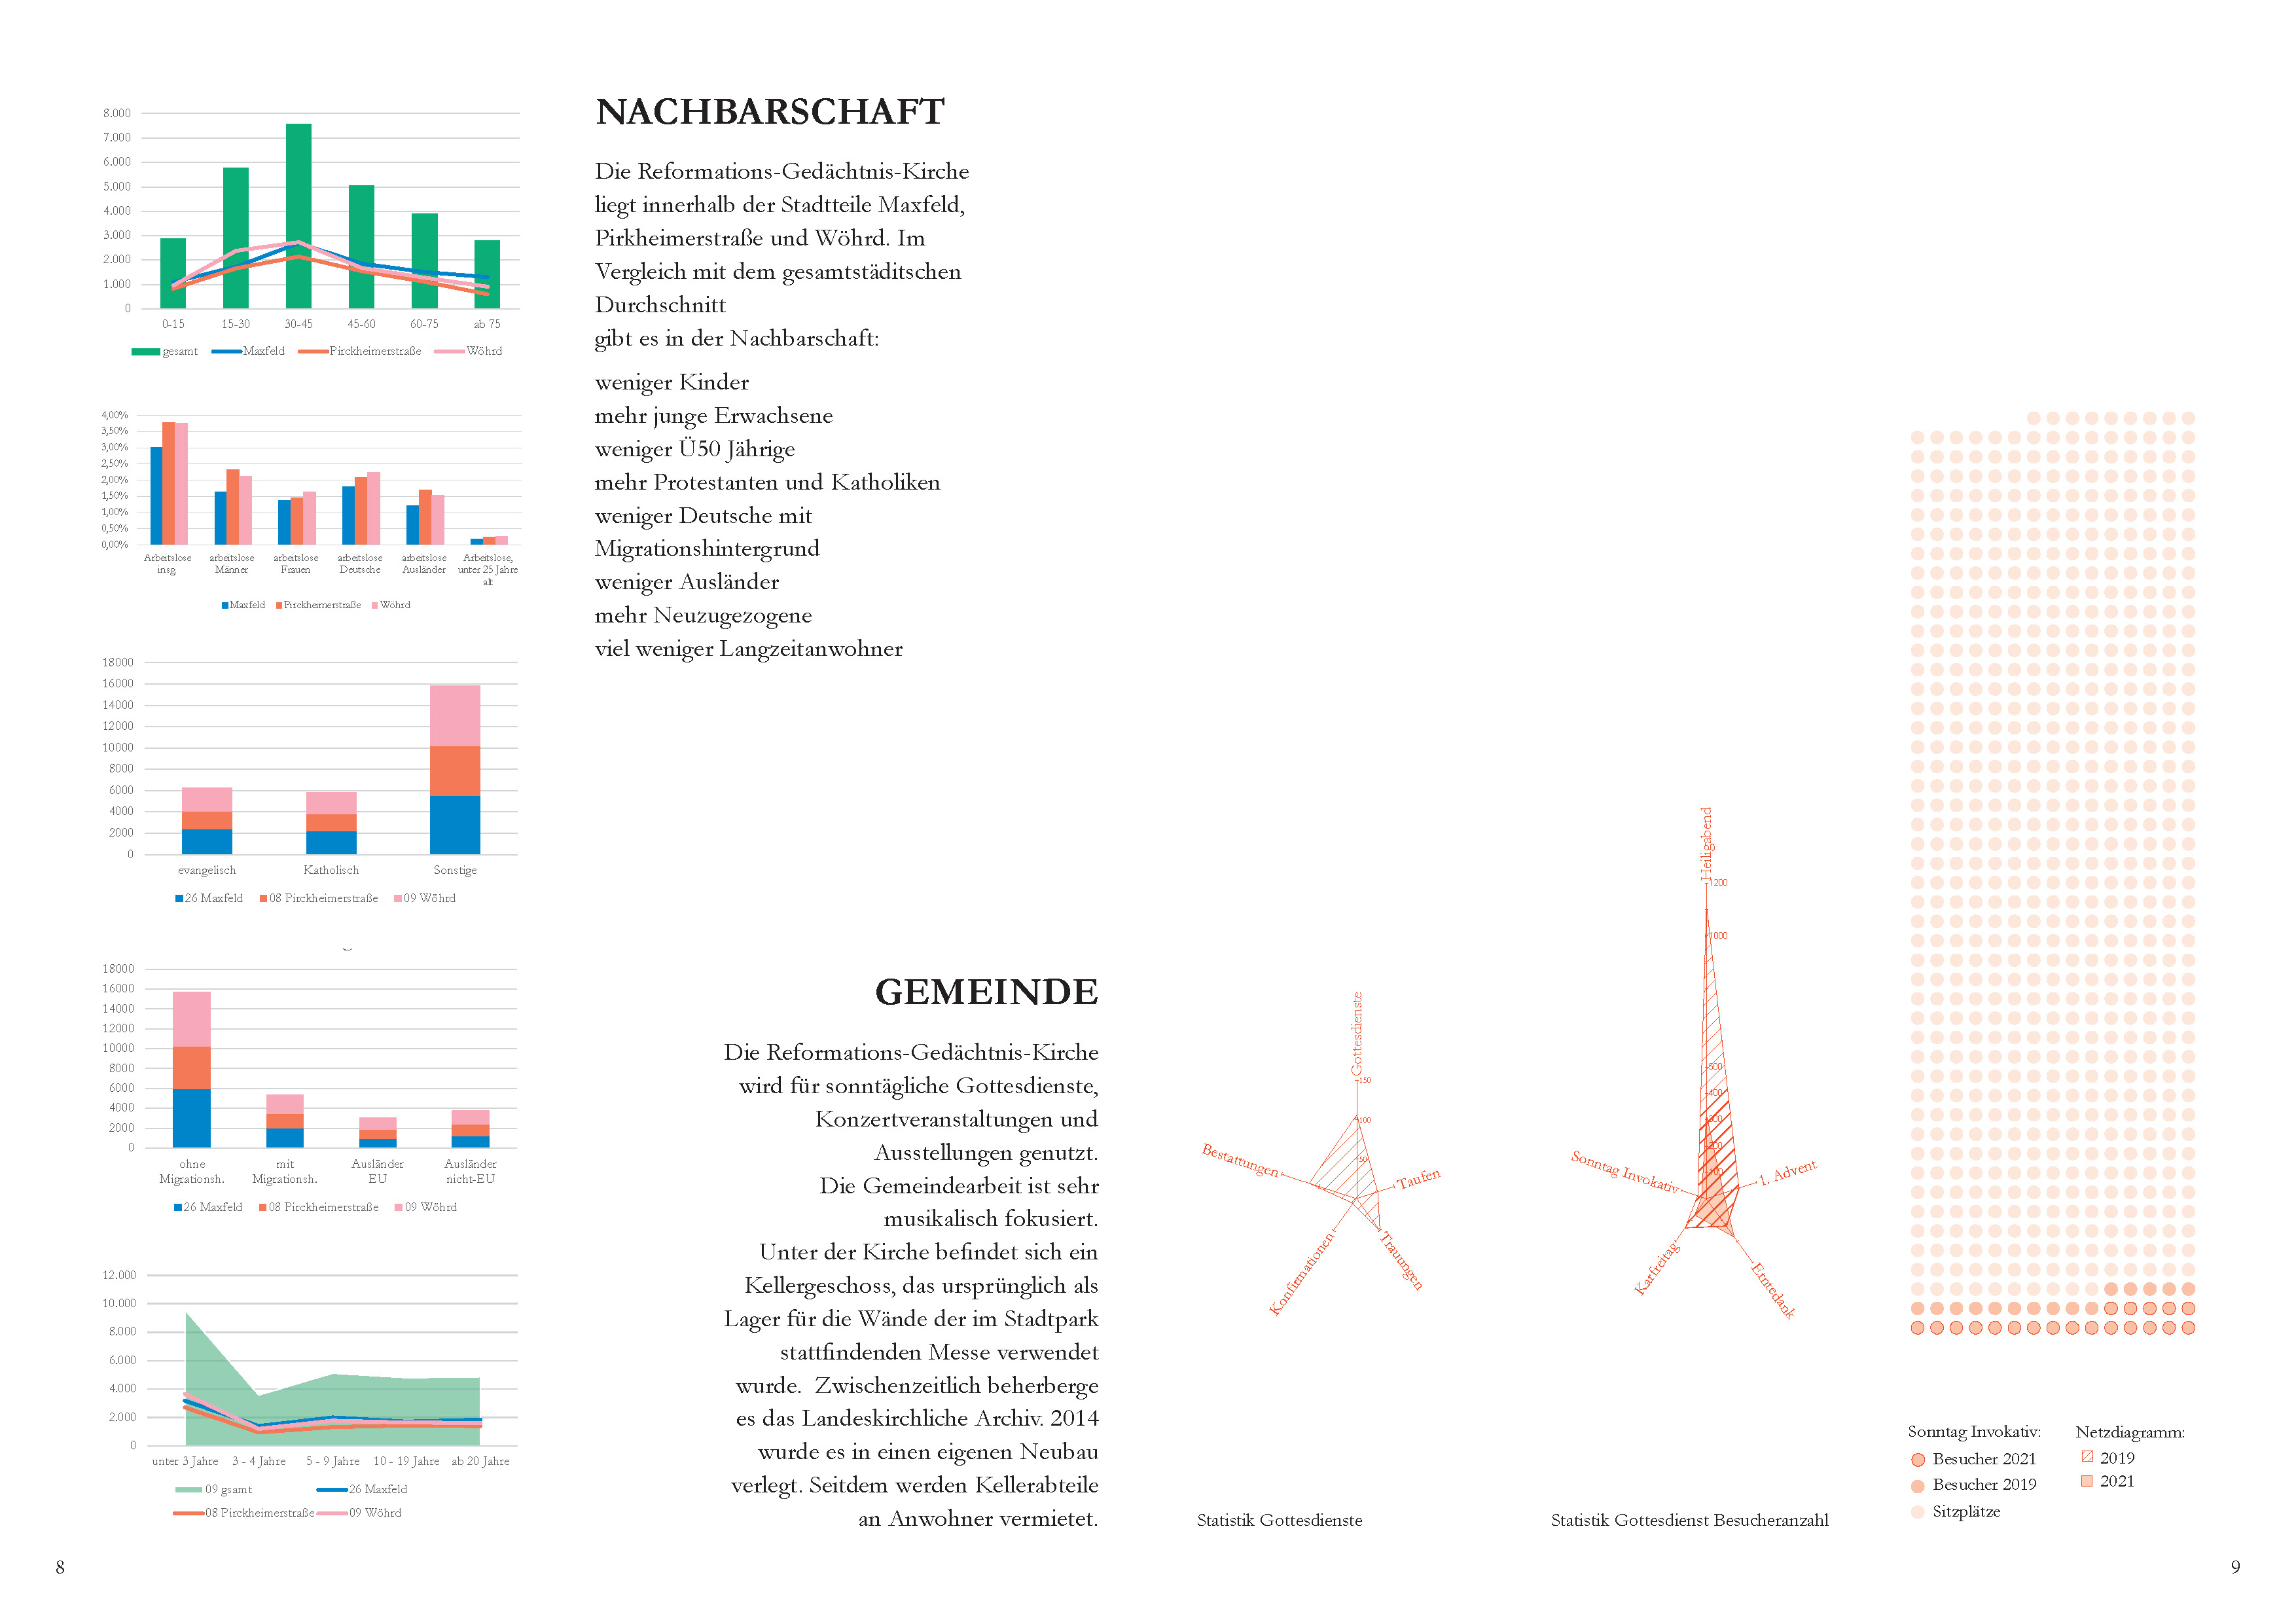 8.000
7.000
6.000
5.000
4.000
3.000
2.000
1.000
0
0-15 15-30 30-45 45-60 60-75 ab 75
gesamt Maxfeld Pirckheimerstraße Wöhrd
4,00%
3,50%
3,00%
2,50%
2,00%
1,50%
1,00%
0,50%
0,00%
Arbeitslose arbeitslose arbeitslose arbeitslose arbeitslose Arbeitslose,
insg Männer Frauen Deutsche Ausländer unter 25 Jahre
alt
Maxfeld Pirckheimerstraße Wöhrd
18000
16000
14000
12000
10000
8000
6000
4000
2000
0
evangelisch Katholisch Sonstige
26 Maxfeld 08 Pirckheimerstraße 09 Wöhrd
18000
16000
14000
12000
10000
8000
6000
4000
2000
0
ohne mit Ausländer Ausländer
Migrationsh. Migrationsh. EU nicht-EU
26 Maxfeld 08 Pirckheimerstraße 09 Wöhrd
12.000
10.000
8.000
6.000
4.000
2.000
0
unter 3 Jahre 3 - 4 Jahre 5 - 9 Jahre 10 - 19 Jahre ab 20 Jahre
09 gsamt 26 Maxfeld
08 Pirckheimerstraße 09 Wöhrd
8
NACHBARSCHAFT
Die Reformations-Gedächtnis-Kirche
liegt innerhalb der Stadtteile Maxfeld,
Pirkheimerstraße und Wöhrd. Im
Vergleich mit dem gesamtstäditschen
Durchschnitt
gibt es in der Nachbarschaft:
weniger Kinder
mehr junge Erwachsene
weniger Ü50 Jährige
mehr Protestanten und Katholiken
weniger Deutsche mit
Migrationshintergrund
weniger Ausländer
mehr Neuzugezogene
viel weniger Langzeitanwohner
GEMEINDE
Die Reformations-Gedächtnis-Kirche
wird für sonntägliche Gottesdienste,
Konzertveranstaltungen und
Ausstellungen genutzt.
Die Gemeindearbeit ist sehr
musikalisch fokusiert.
Unter der Kirche befindet sich ein
Kellergeschoss, das ursprünglich als
Lager für die Wände der im Stadtpark
stattfindenden Messe verwendet
wurde. Zwischenzeitlich beherberge
es das Landeskirchliche Archiv. 2014
wurde es in einen eigenen Neubau
verlegt. Seitdem werden Kellerabteile
an Anwohner vermietet.
Gottesdienste
150
100
50
Bestattungen
Taufen
Konfirmationen
Trauungen
Statistik Gottesdienste
Heiligabend
1200
1000
500
400
300
200
100
Sonntag Invokativ
1. Advent
Karfreitag
Erntedank
Statistik Gottesdienst Besucheranzahl
Sonntag Invokativ:
Besucher 2021
Besucher 2019
Sitzplätze
Netzdiagramm:
2019
2021
9